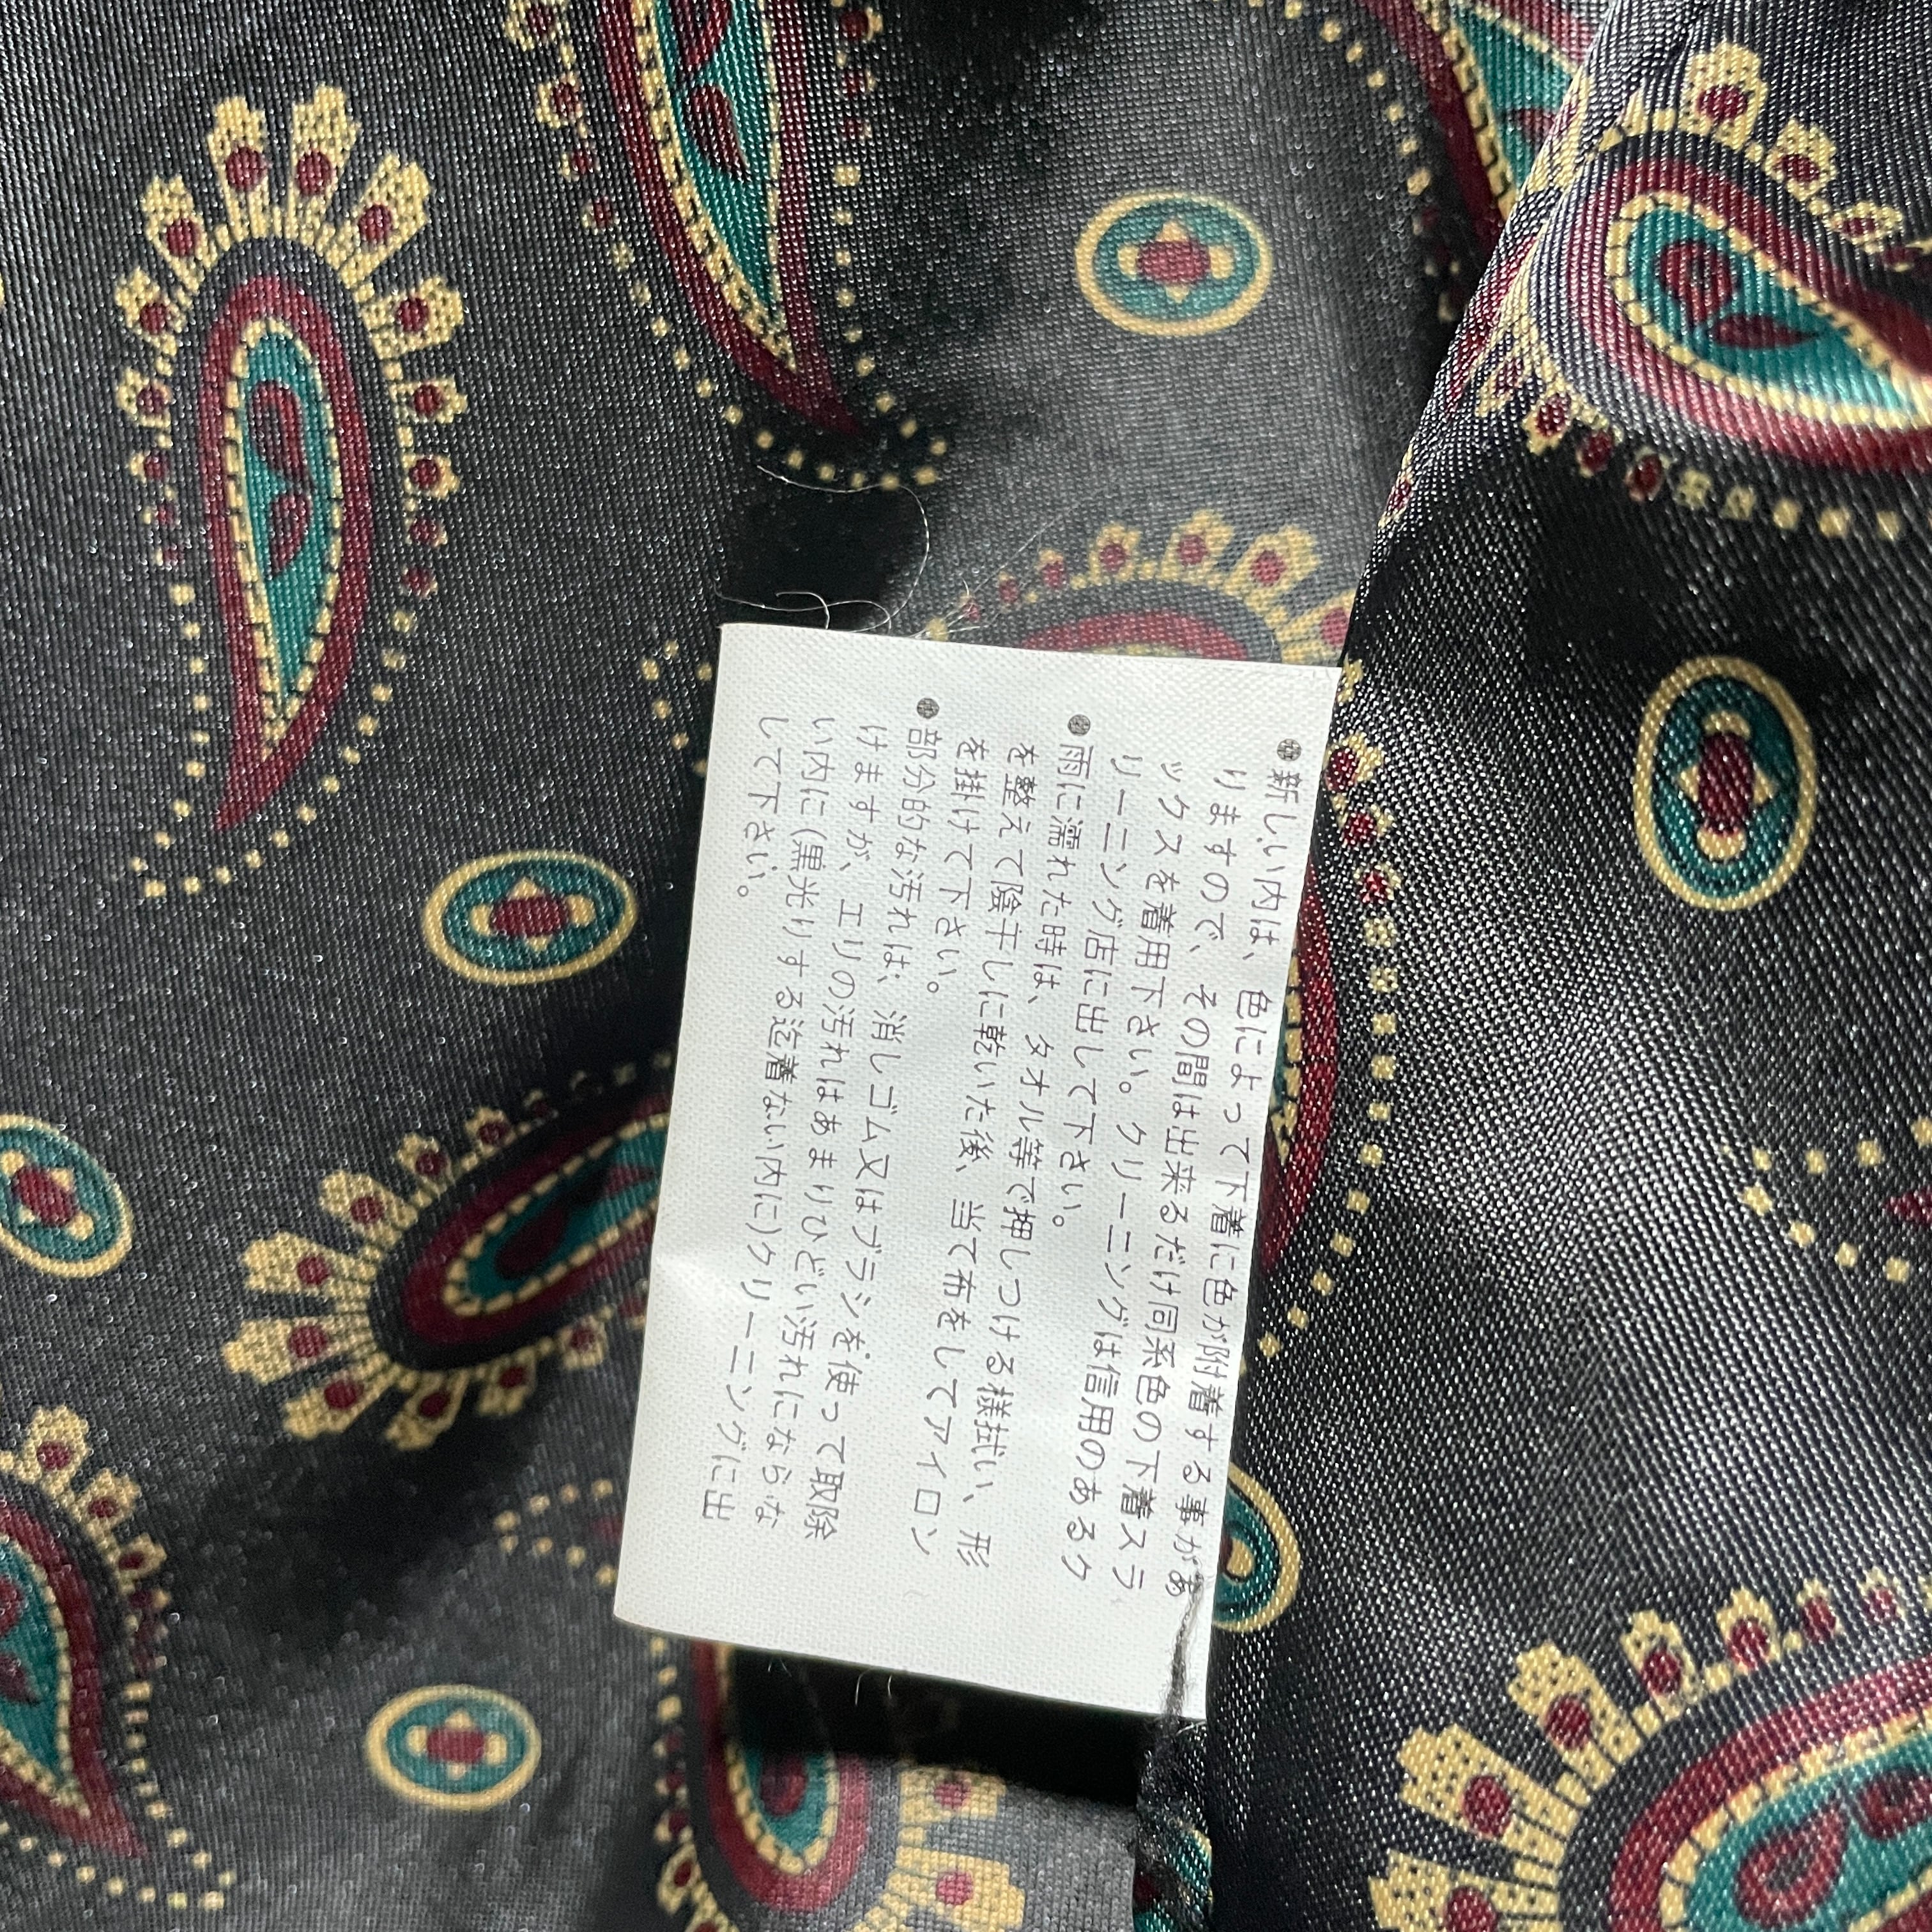 ●新しい内は、色によって下着に色が附着する事があ
りますので、その間は出来るだけ同系色の下着スラ
ックスを着用下さい。クリーニングは信用のあるク
リーニング店に出して下さい。
●雨に濡れた時は、タオル等で押しつける様拭い、形
を整えて陰干しに乾いた後、当て布をしてアイロン
を掛けて下さい。
●部分的な汚れは、消しゴム又はブラシを使って取除
けますが、エリの汚れはあまりひどい汚れにならな
い内に(黒光りする迄着ない内に)クリーニングに出
して下さい。